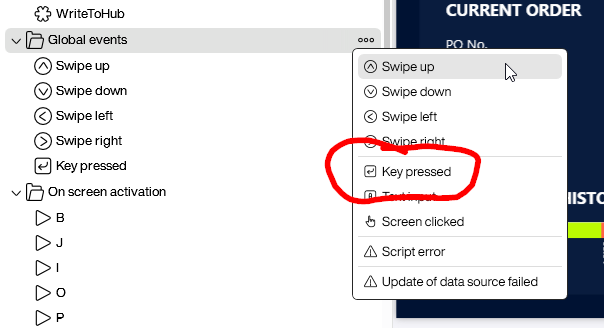 WriteToHub
Global events
Swipe up
Swipe down
Swipe left
Swipe right
Key pressed
On screen activation
B
J
I
O
P
Swipe up
Swipe down
Swipe left
Swipe right
Key pressed
Text input
Screen clicked
Script error
Update of data source failed
CURRENT ORDER
PO No.
HISTO